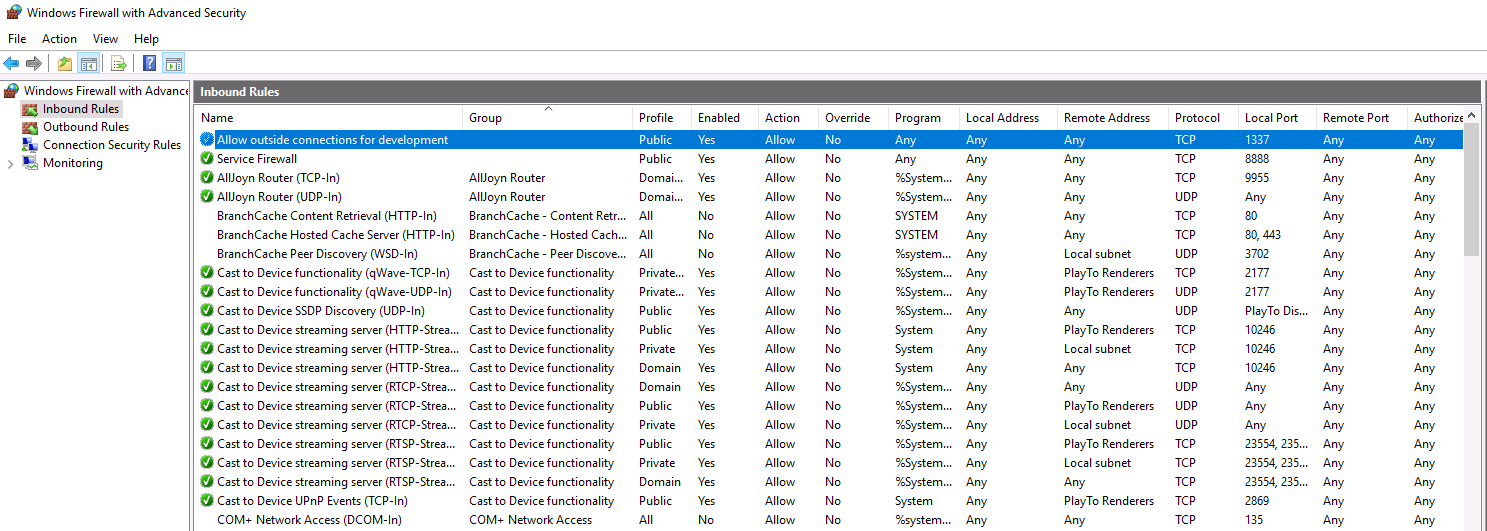 Windows Firewall with Advanced Security
File Action View Help
Windows Firewall with Advance
Inbound Rules
Outbound Rules
Connection Security Rules
Monitoring
Inbound Rules
Name Group Profile Enabled Action Override Program Local Address Remote Address Protocol Local Port Remote Port Authorize
Allow outside connections for development Public Yes Allow No Any Any Any TCP 1337 Any Any
Service Firewall Public Yes Allow No Any Any Any TCP 8888 Any Any
AllJoyn Router (TCP-In) AllJoyn Router Domai... Yes Allow No %System... Any Any TCP 9955 Any Any
AllJoyn Router (UDP-In) AllJoyn Router Domai... Yes Allow No %System... Any Any UDP Any Any Any
BranchCache Content Retrieval (HTTP-In) BranchCache - Content Retr... All No Allow No SYSTEM Any Any TCP 80 Any Any
BranchCache Hosted Cache Server (HTTP-In) BranchCache - Hosted Cach... All No Allow No SYSTEM Any Any TCP 80, 443 Any Any
BranchCache Peer Discovery (WSD-In) BranchCache - Peer Discove... All No Allow No %system... Any Local subnet UDP 3702 Any Any
Cast to Device functionality (qWave-TCP-In) Cast to Device functionality Private... Yes Allow No %System... Any PlayTo Renderers TCP 2177 Any Any
Cast to Device functionality (qWave-UDP-In) Cast to Device functionality Private... Yes Allow No %System... Any PlayTo Renderers UDP 2177 Any Any
Cast to Device SSDP Discovery (UDP-In) Cast to Device functionality Public Yes Allow No %System... Any Any UDP PlayTo Dis... Any Any
Cast to Device streaming server (HTTP-Strea... Cast to Device functionality Public Yes Allow No System Any PlayTo Renderers TCP 10246 Any Any
Cast to Device streaming server (HTTP-Strea... Cast to Device functionality Private Yes Allow No System Any Local subnet TCP 10246 Any Any
Cast to Device streaming server (HTTP-Strea... Cast to Device functionality Domain Yes Allow No System Any Any TCP 10246 Any Any
Cast to Device streaming server (RTCP-Strea... Cast to Device functionality Domain Yes Allow No %System... Any Any UDP Any Any Any
Cast to Device streaming server (RTCP-Strea... Cast to Device functionality Public Yes Allow No %System... Any PlayTo Renderers UDP Any Any Any
Cast to Device streaming server (RTCP-Strea... Cast to Device functionality Private Yes Allow No %System... Any Local subnet UDP Any Any Any
Cast to Device streaming server (RTSP-Strea... Cast to Device functionality Public Yes Allow No %System... Any PlayTo Renderers TCP 23554, 235... Any Any
Cast to Device streaming server (RTSP-Strea... Cast to Device functionality Private Yes Allow No %System... Any Local subnet TCP 23554, 235... Any Any
Cast to Device streaming server (RTSP-Strea... Cast to Device functionality Domain Yes Allow No %System... Any Any TCP 23554, 235... Any Any
Cast to Device UPnP Events (TCP-In) Cast to Device functionality Public Yes Allow No System Any PlayTo Renderers TCP 2869 Any Any
COM+ Network Access (DCOM-In) COM+ Network Access All No Allow No %system... Any Any TCP 135 Any Any